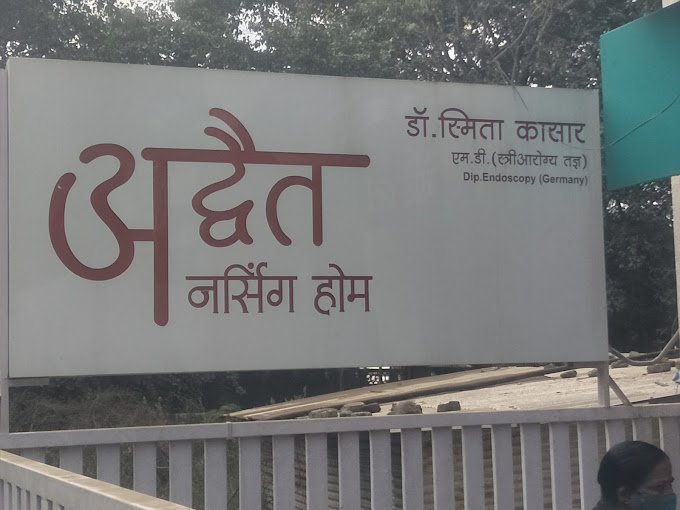 अद्वैत
नर्सिंग होम
डॉ. स्मिता कासार
एम.डी.(स्त्रीआरोग्य तज्ञ)
Dip.Endoscopy (Germany)